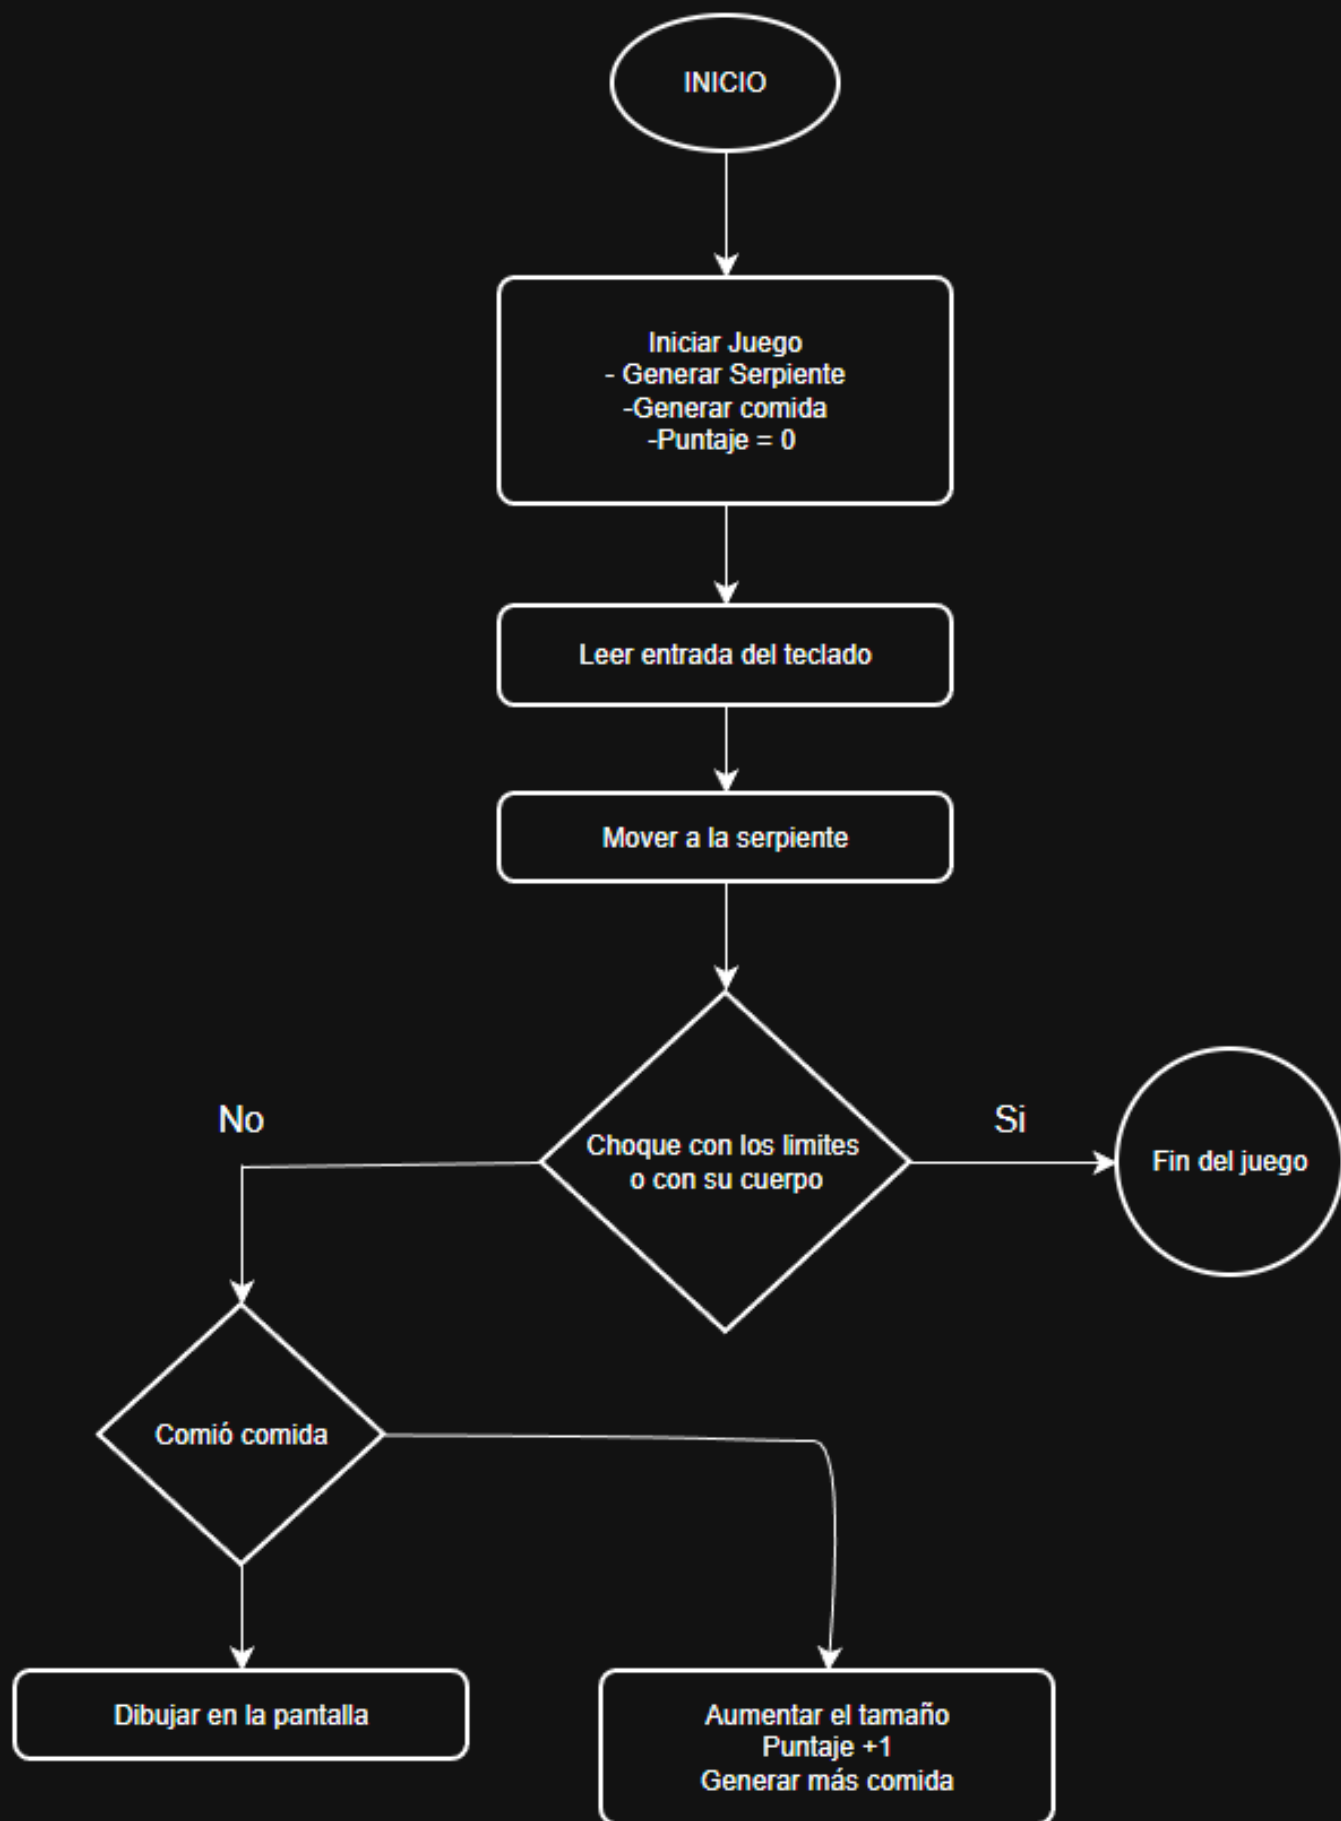 INICIO
Iniciar Juego
- Generar Serpiente
-Generar comida
-Puntaje = 0
Leer entrada del teclado
Mover a la serpiente
No
Choque con los limites
o con su cuerpo
Si
Fin del juego
Comió comida
Dibujar en la pantalla
Aumentar el tamaño
Puntaje +1
Generar más comida